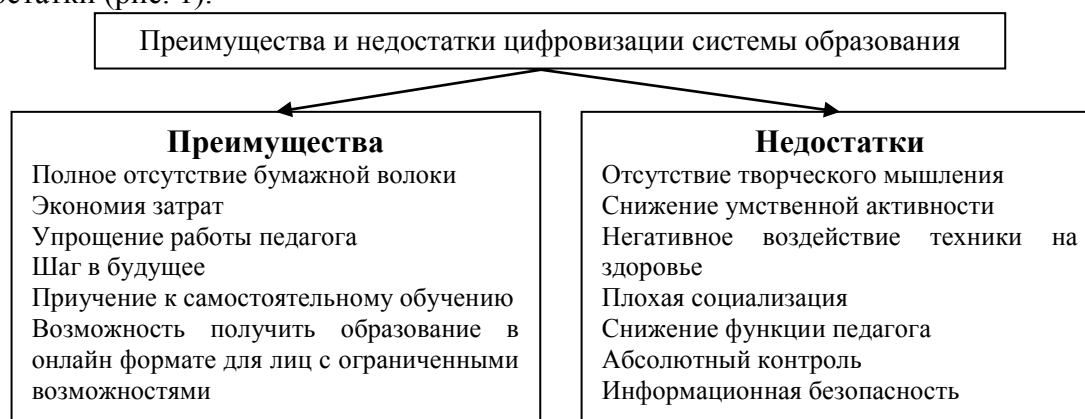 остатки (рис. 1).
Преимущества и недостатки цифровизации системы образования
Преимущества
Полное отсутствие бумажной волоки
Экономия затрат
Упрощение работы педагога
Шаг в будущее
Приучение к самостоятельному обучению
Возможность получить образование в
онлайн формате для лиц с ограниченными
возможностями
Недостатки
Отсутствие творческого мышления
Снижение умственной активности
Негативное воздействие техники на
здоровье
Плохая социализация
Снижение функции педагога
Абсолютный контроль
Информационная безопасность